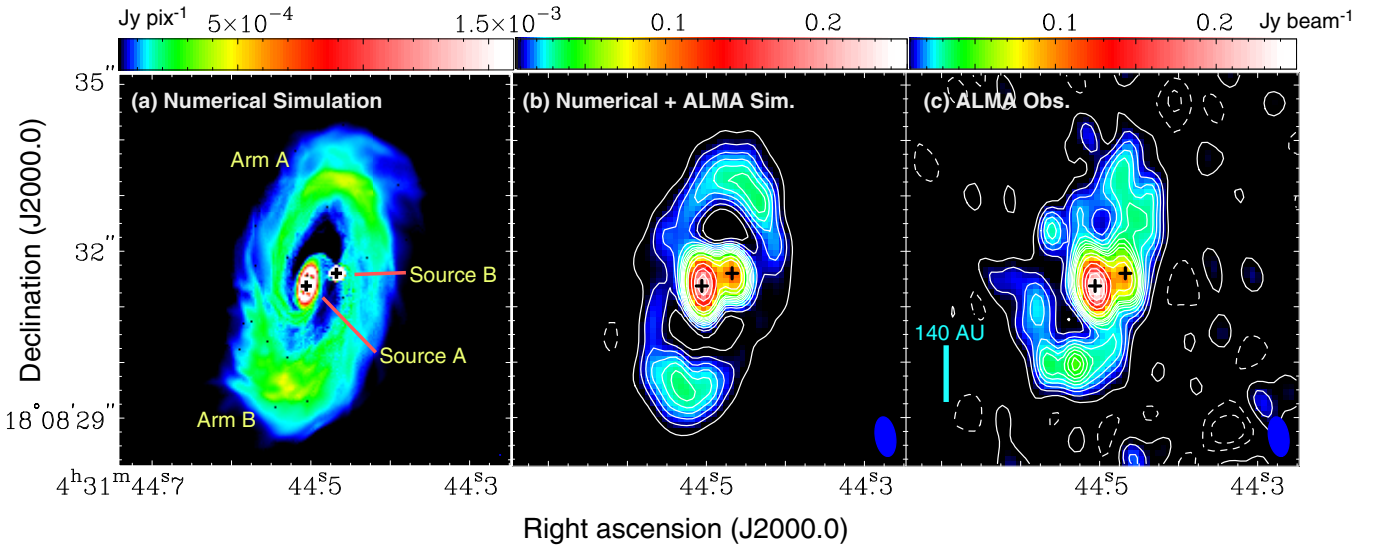 Jy pix-1 5×10-4 1.5×10-3 0.1 0.2 0.1 0.2 Jy beam-1
35″ (a) Numerical Simulation (b) Numerical + ALMA Sim. (c) ALMA Obs.
Arm A
32″
Source B
140 AU
Source A
18°08′29″ Arm B
4h31m44.s7 44.s5 44.s3 44.s5 44.s3 44.s5 44.s3
Right ascension (J2000.0)
Declination (J2000.0)